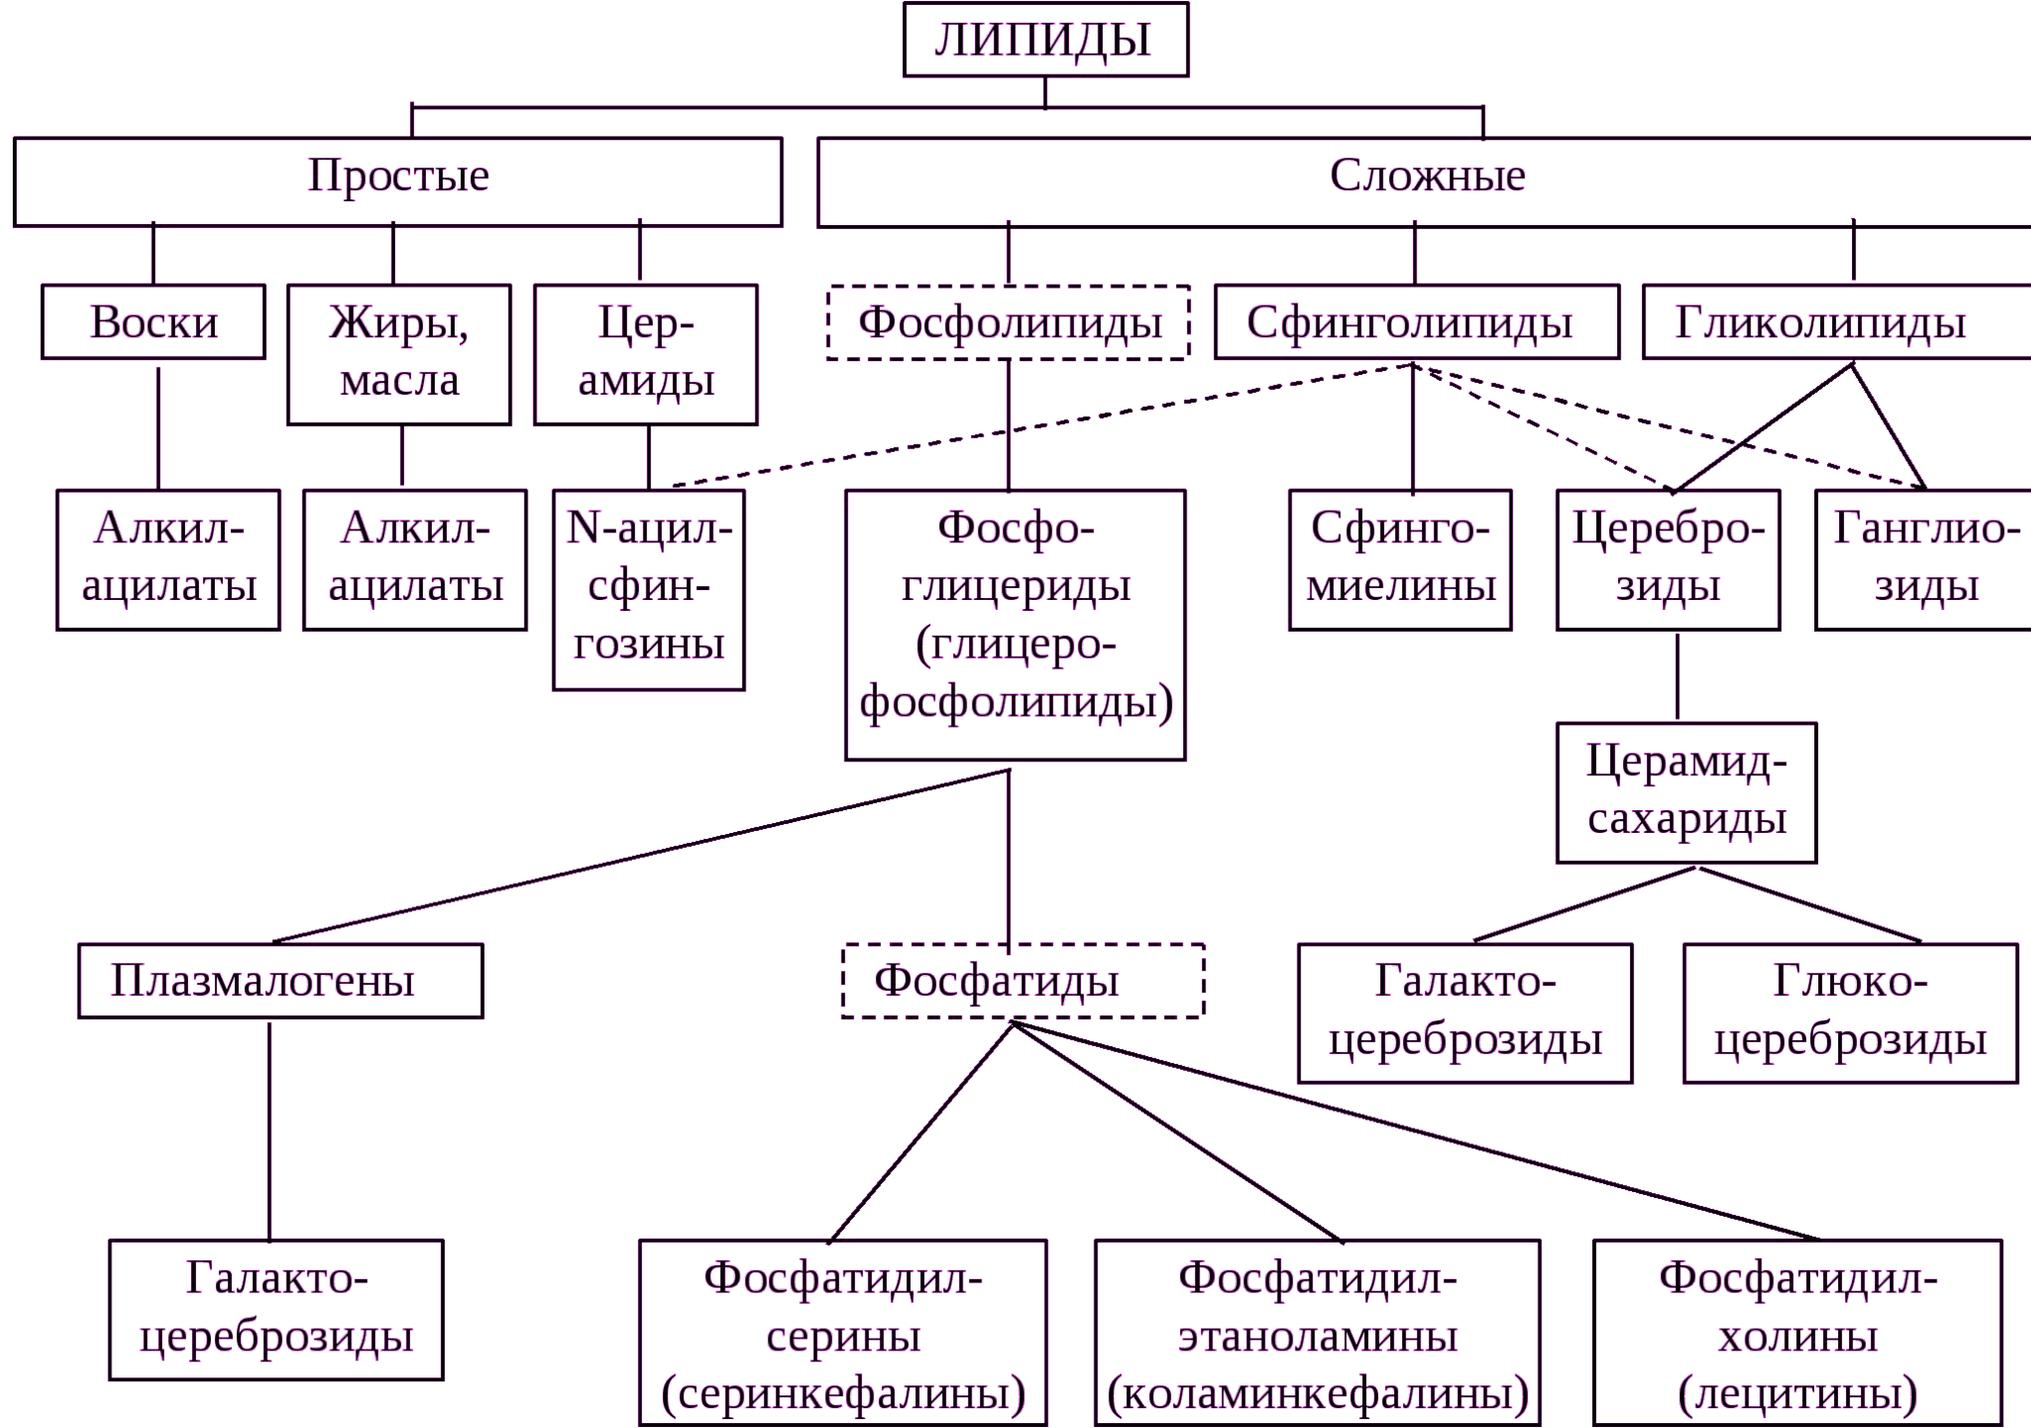 ЛИПИДЫ
Простые
Сложные
Воски
Жиры,
масла
Цер-
амиды
Фосфолипиды
Сфинголипиды
Гликолипиды
Алкил-
ацилаты
Алкил-
ацилаты
N-ацил-
сфин-
гозины
Фосфо-
глицериды
(глицеро-
фосфолипиды)
Сфинго-
миелины
Церебро-
зиды
Ганглио-
зиды
Церамид-
сахариды
Плазмалогены
Фосфатиды
Галакто-
цереброзиды
Глюко-
цереброзиды
Галакто-
цереброзиды
Фосфатидил-
серины
(серинкефалины)
Фосфатидил-
этаноламины
(коламинкефалины)
Фосфатидил-
холины
(лецитины)